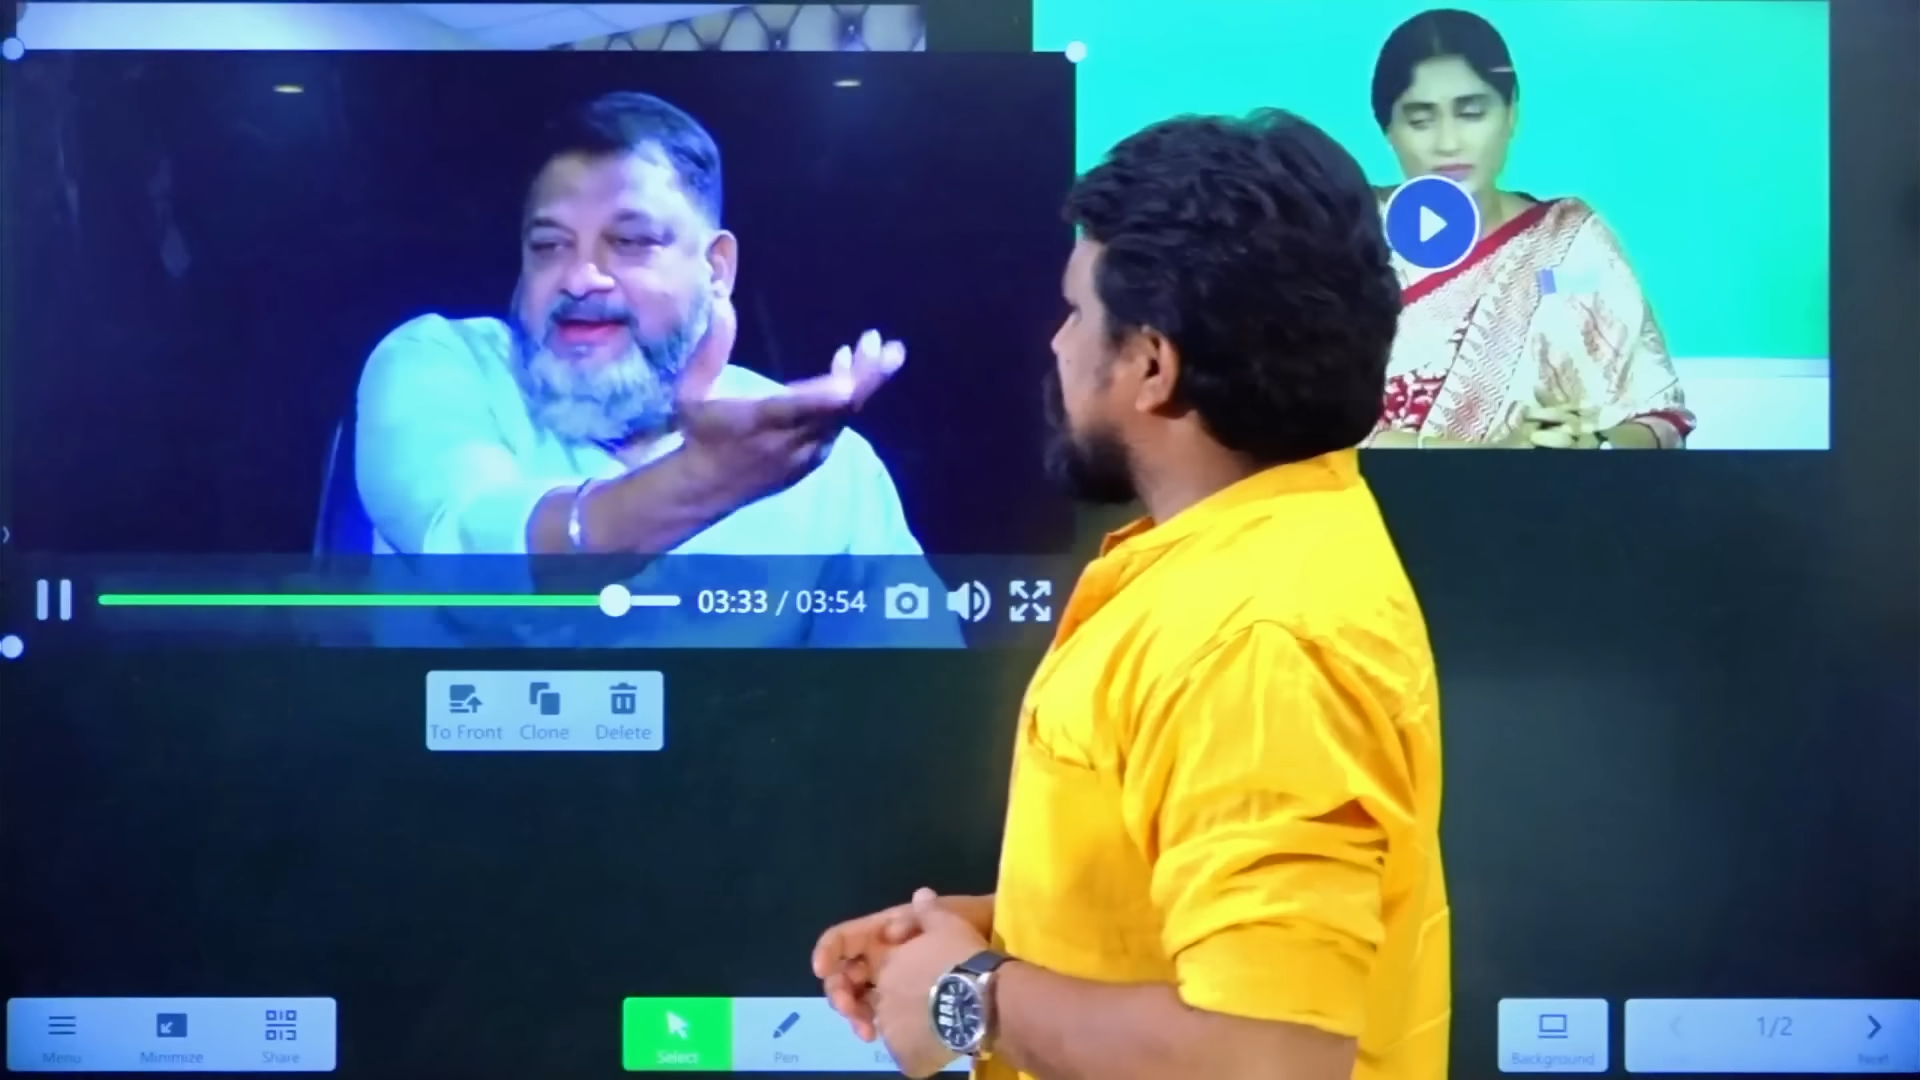 03:33 / 03:54
To Front Clone Delete
Menu Minimize Share
Select Pen
Background
1/2
Next